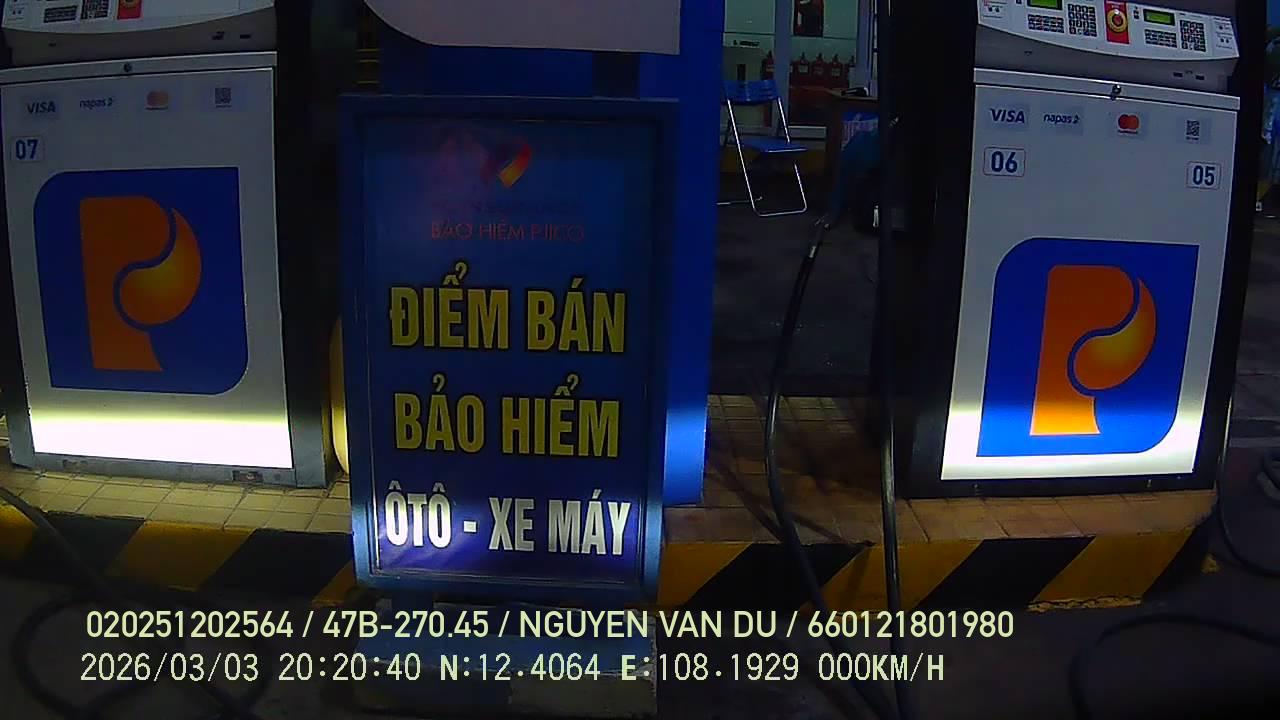 VISA napas
07
BẢO HIỂM PJICO
ĐIỂM BÁN
BẢO HIỂM
ÔTÔ - XE MÁY
VISA napas
06
05
020251202564 / 47B-270.45 / NGUYEN VAN DU / 660121801980
2026/03/03 20:20:40 N:12.4064 E:108.1929 000KM/H